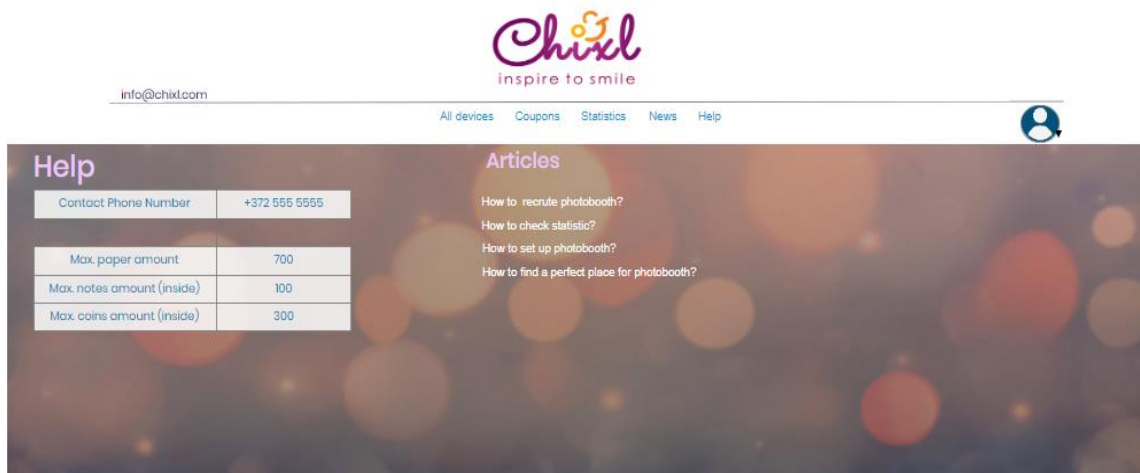 Chixl
inspire to smile
info@chixl.com
All devices Coupons Statistics News Help
Help
Contact Phone Number +372 555 5555
Max. paper amount 700
Max. notes amount (inside) 100
Max. coins amount (inside) 300
Articles
How to recrute photobooth?
How to check statistic?
How to set up photobooth?
How to find a perfect place for photobooth?